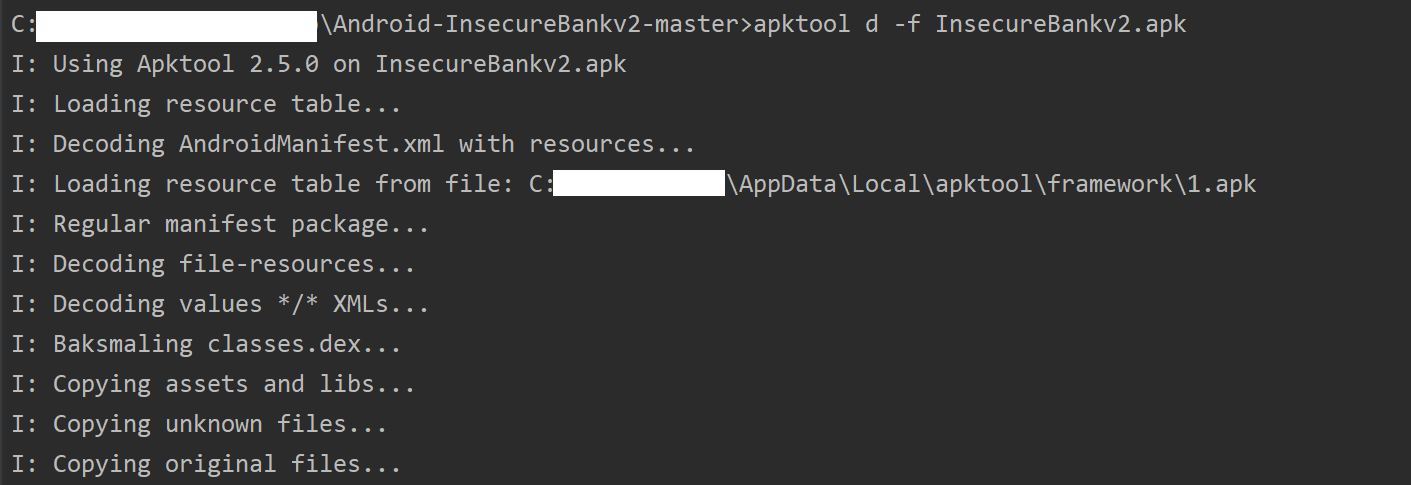 C:\Android-InsecureBankv2-master>apktool d -f InsecureBankv2.apk
I: Using Apktool 2.5.0 on InsecureBankv2.apk
I: Loading resource table...
I: Decoding AndroidManifest.xml with resources...
I: Loading resource table from file: C:\AppData\Local\apktool\framework\1.apk
I: Regular manifest package...
I: Decoding file-resources...
I: Decoding values */* XMLs...
I: Baksmaling classes.dex...
I: Copying assets and libs...
I: Copying unknown files...
I: Copying original files...